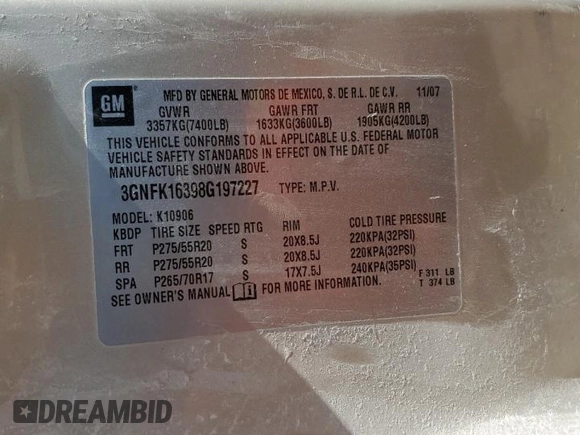 GM
MFD BY GENERAL MOTORS DE MEXICO, S. DE R.L. DE C.V. 11/07
GVWR GAWR FRT GAWR RR
3357KG(7400LB) 1633KG(3600LB) 1905KG(4200LB)
THIS VEHICLE CONFORMS TO ALL APPLICABLE U.S. FEDERAL MOTOR
VEHICLE SAFETY STANDARDS IN EFFECT ON THE DATE OF
MANUFACTURE SHOWN ABOVE.
3GNFK16398G197227 TYPE: M.P.V.
MODEL: K10906
KBDP TIRE SIZE SPEED RTG RIM COLD TIRE PRESSURE
FRT P275/55R20 S 20X8.5J 220KPA(32PSI)
RR P275/55R20 S 20X8.5J 220KPA(32PSI)
SPA P265/70R17 S 17X7.5J 240KPA(35PSI) F 311 LB
SEE OWNER'S MANUAL FOR MORE INFORMATION. T 374 LB
DREAMBID